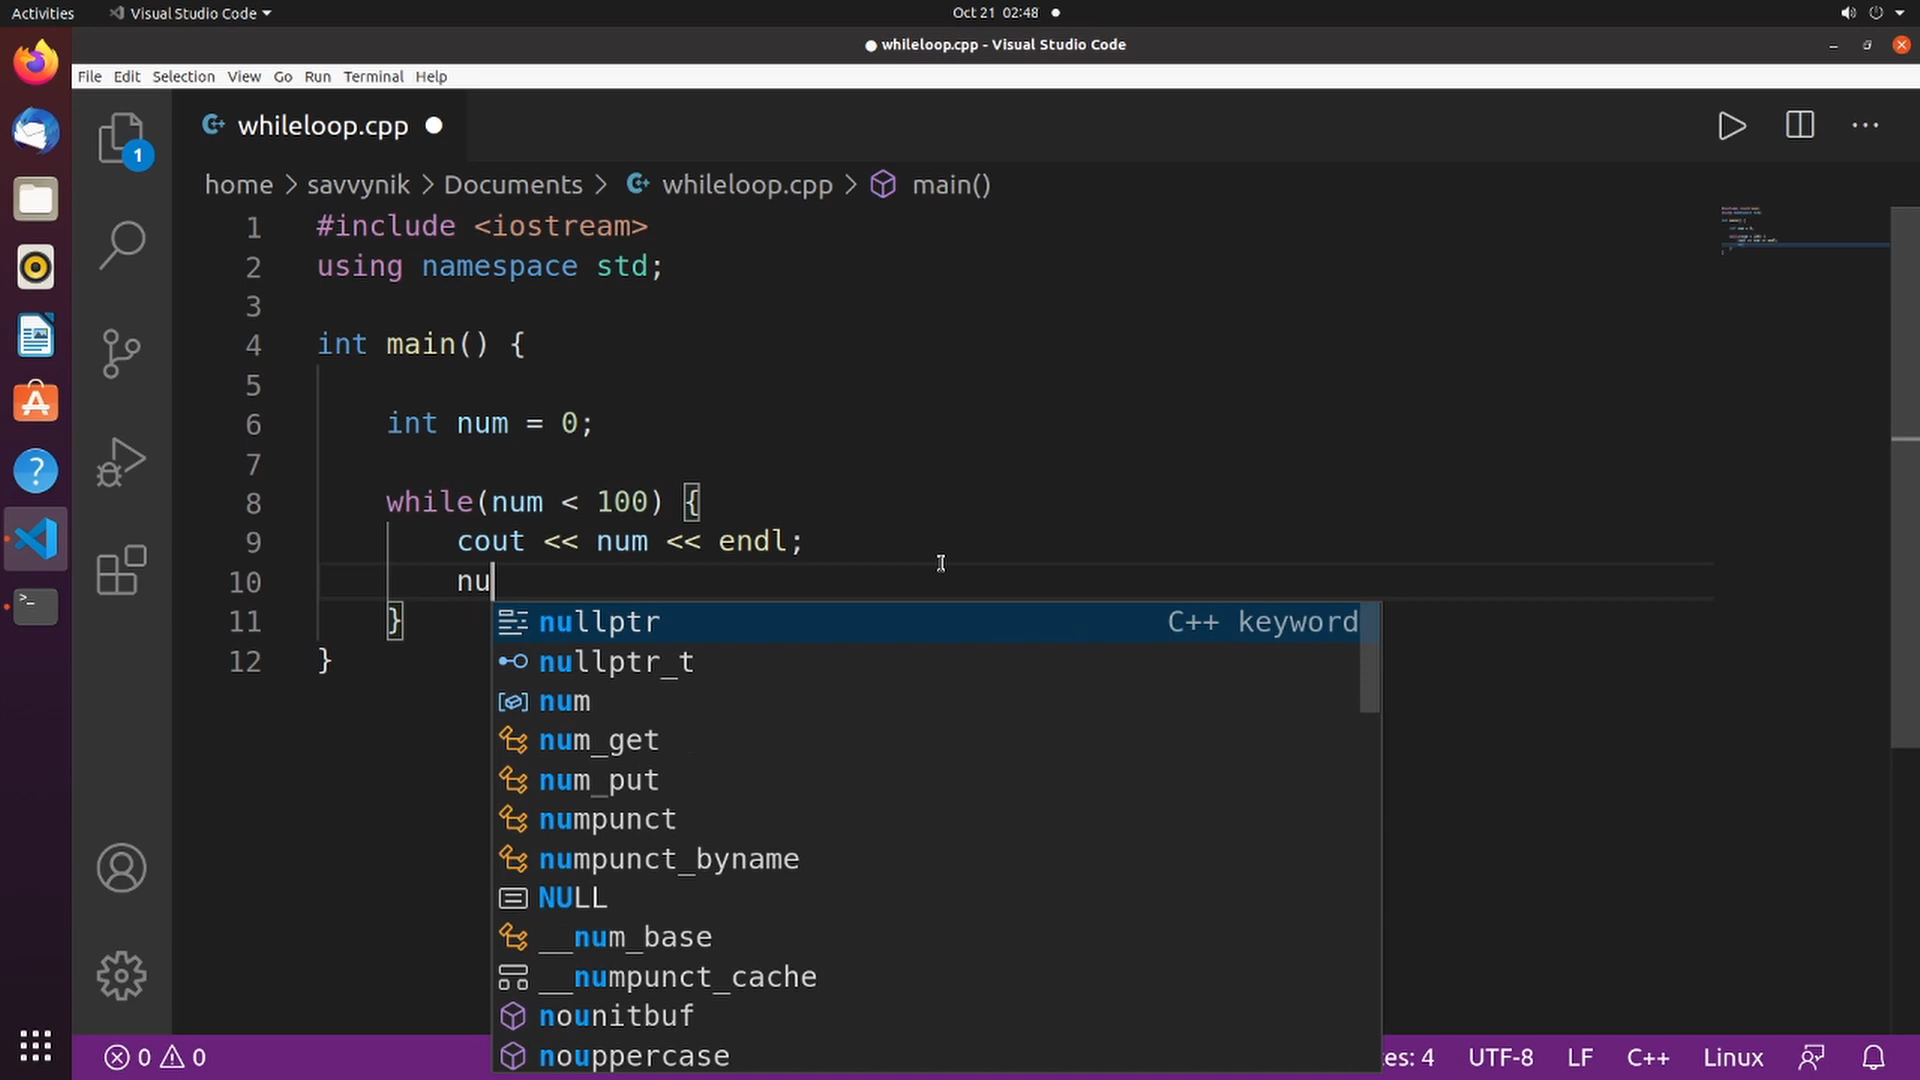 Activities Visual Studio Code Oct 21 02:48
whileloop.cpp - Visual Studio Code
File Edit Selection View Go Run Terminal Help
whileloop.cpp
1
home > savvynik > Documents > whileloop.cpp > main()
1 #include <iostream>
2 using namespace std;
3
4 int main() {
5
6 int num = 0;
7
8 while(num < 100) {
9 cout << num << endl;
10 nu
11 }
12 }
nullptr C++ keyword
nullptr_t
num
num_get
num_put
numpunct
numpunct_byname
NULL
__num_base
__numpunct_cache
nounitbuf
nouppercase
0 0 es: 4 UTF-8 LF C++ Linux